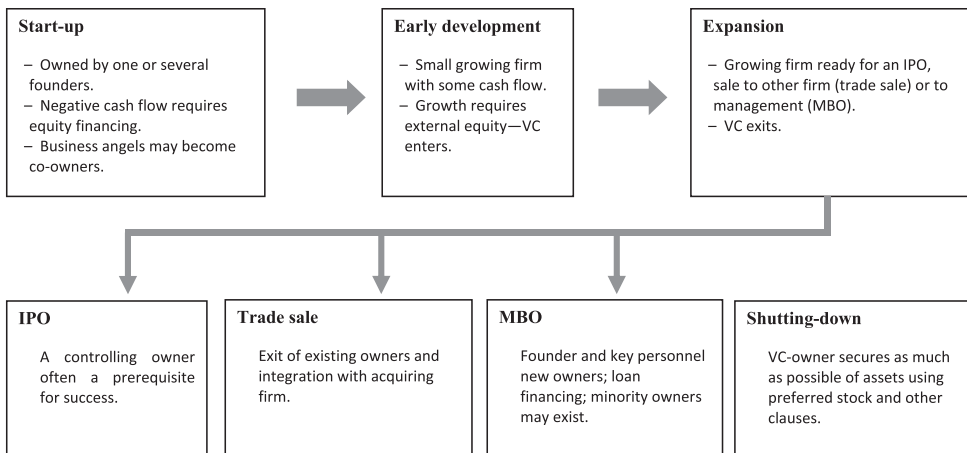 Start-up
– Owned by one or several
founders.
– Negative cash flow requires
equity financing.
– Business angels may become
co-owners.
Early development
– Small growing firm
with some cash flow.
– Growth requires
external equity—VC
enters.
Expansion
– Growing firm ready for an IPO,
sale to other firm (trade sale) or to
management (MBO).
– VC exits.
IPO
A controlling owner
often a prerequisite
for success.
Trade sale
Exit of existing owners and
integration with acquiring
firm.
MBO
Founder and key personnel
new owners; loan
financing; minority owners
may exist.
Shutting-down
VC-owner secures as much
as possible of assets using
preferred stock and other
clauses.